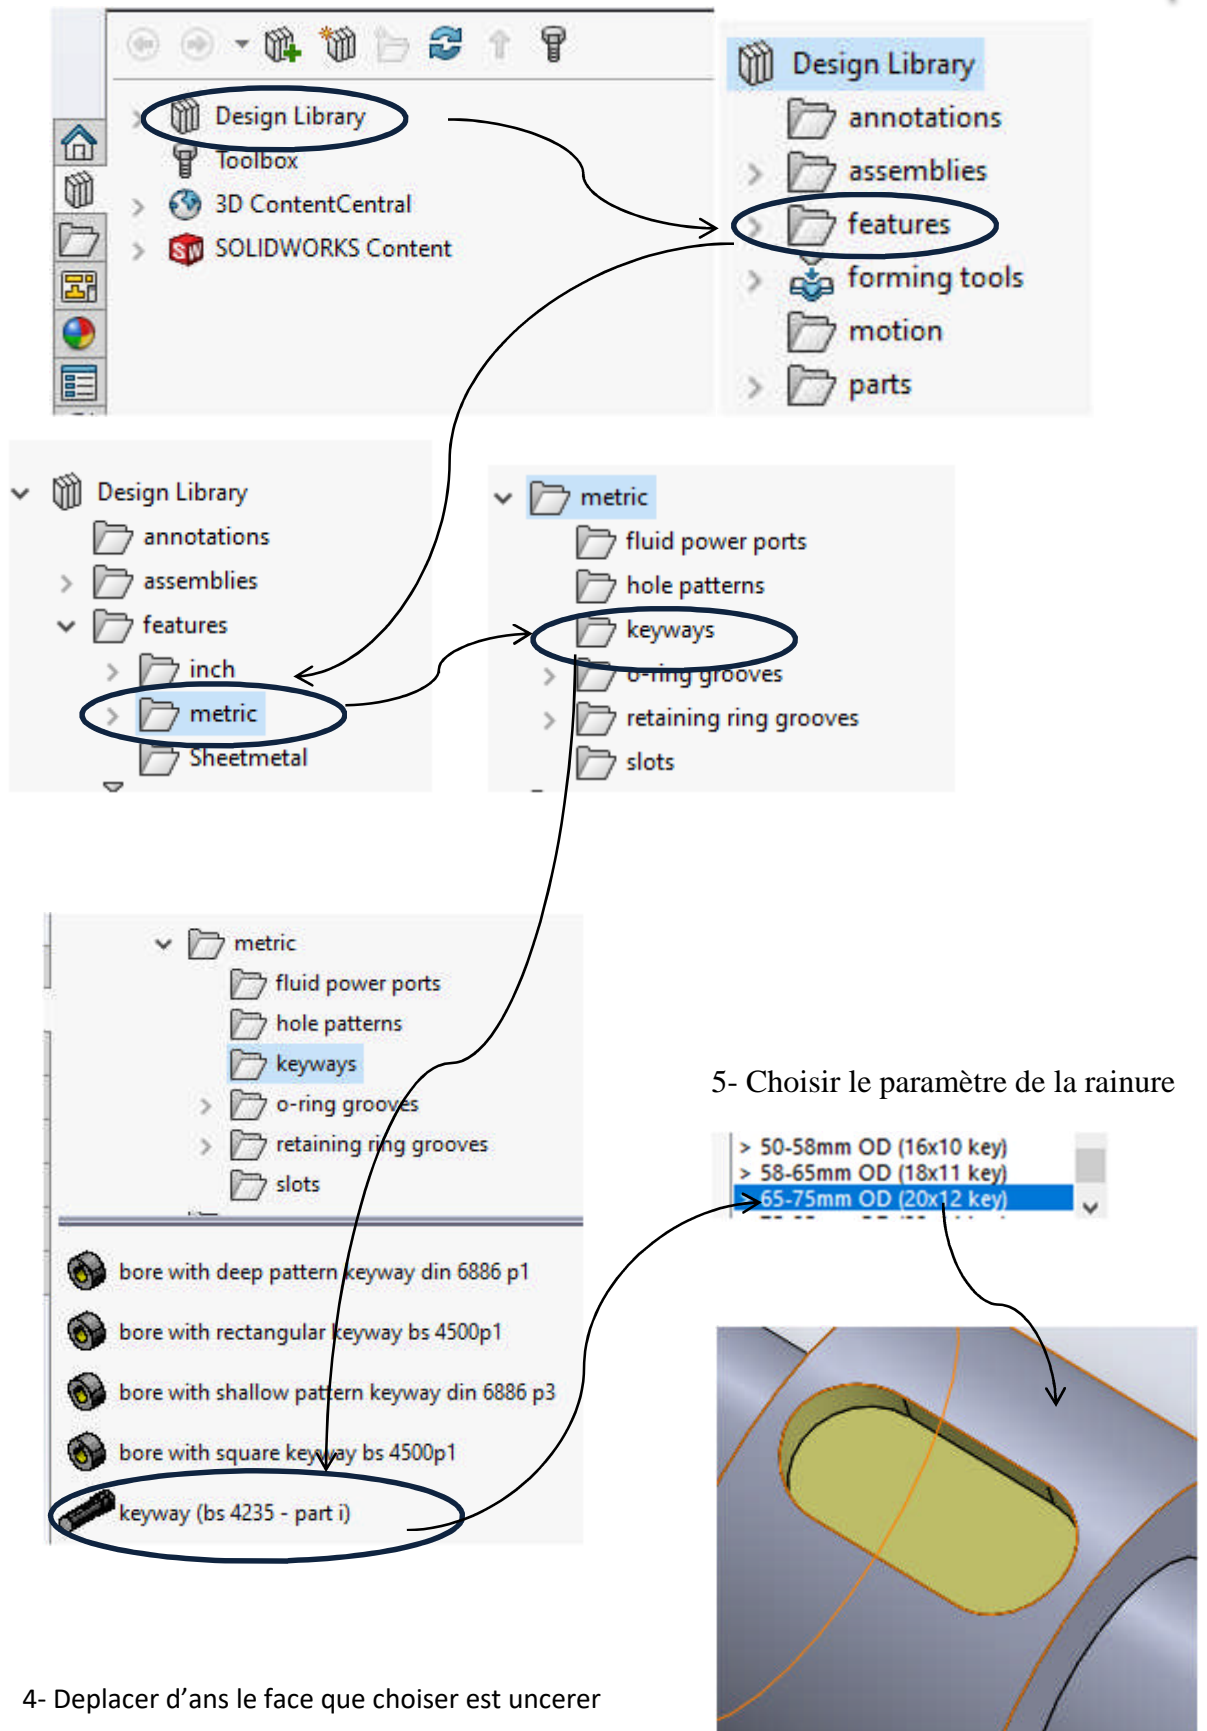 Design Library
Toolbox
3D ContentCentral
SOLIDWORKS Content
Design Library
annotations
assemblies
features
forming tools
motion
parts
Design Library
annotations
assemblies
features
inch
metric
Sheetmetal
metric
fluid power ports
hole patterns
keyways
o-ring grooves
retaining ring grooves
slots
metric
fluid power ports
hole patterns
keyways
o-ring grooves
retaining ring grooves
slots
bore with deep pattern keyway din 6886 p1
bore with rectangular keyway bs 4500p1
bore with shallow pattern keyway din 6886 p3
bore with square keyway bs 4500p1
keyway (bs 4235 - part i)
5- Choisir le paramètre de la rainure
> 50-58mm OD (16x10 key)
> 58-65mm OD (18x11 key)
> 65-75mm OD (20x12 key)
4- Deplacer d'ans le face que choiser est uncerer